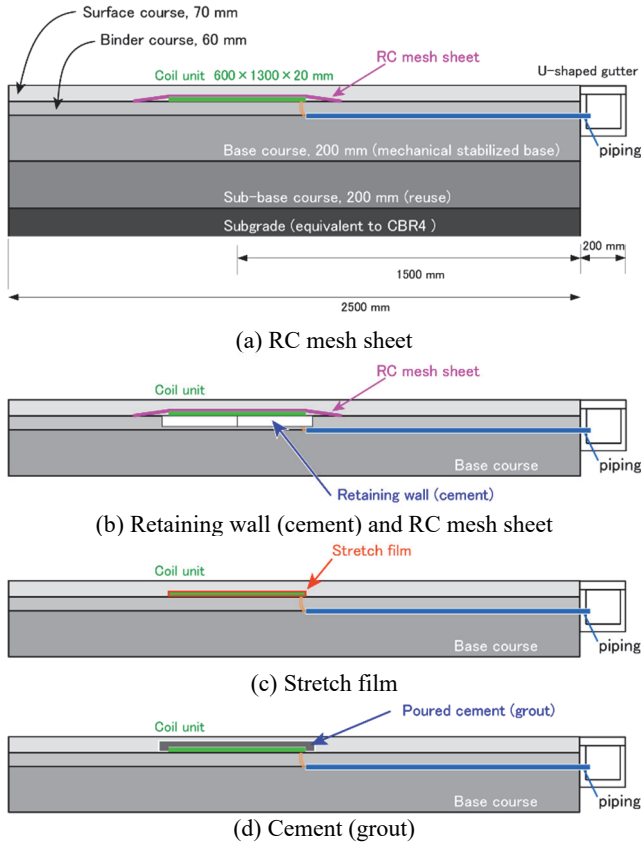 Surface course, 70 mm
Binder course, 60 mm
Coil unit 600×1300×20 mm
RC mesh sheet
U-shaped gutter
piping
Base course, 200 mm (mechanical stabilized base)
Sub-base course, 200 mm (reuse)
Subgrade (equivalent to CBR4 )
200 mm
1500 mm
2500 mm
(a) RC mesh sheet
Coil unit
RC mesh sheet
piping
Base course
Retaining wall (cement)
(b) Retaining wall (cement) and RC mesh sheet
Stretch film
Coil unit
piping
Base course
(c) Stretch film
Coil unit
Poured cement (grout)
piping
Base course
(d) Cement (grout)